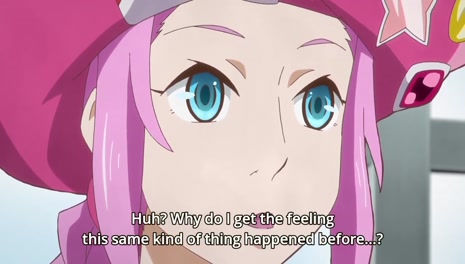 Huh? Why do I get the feeling
this same kind of thing happened before...?